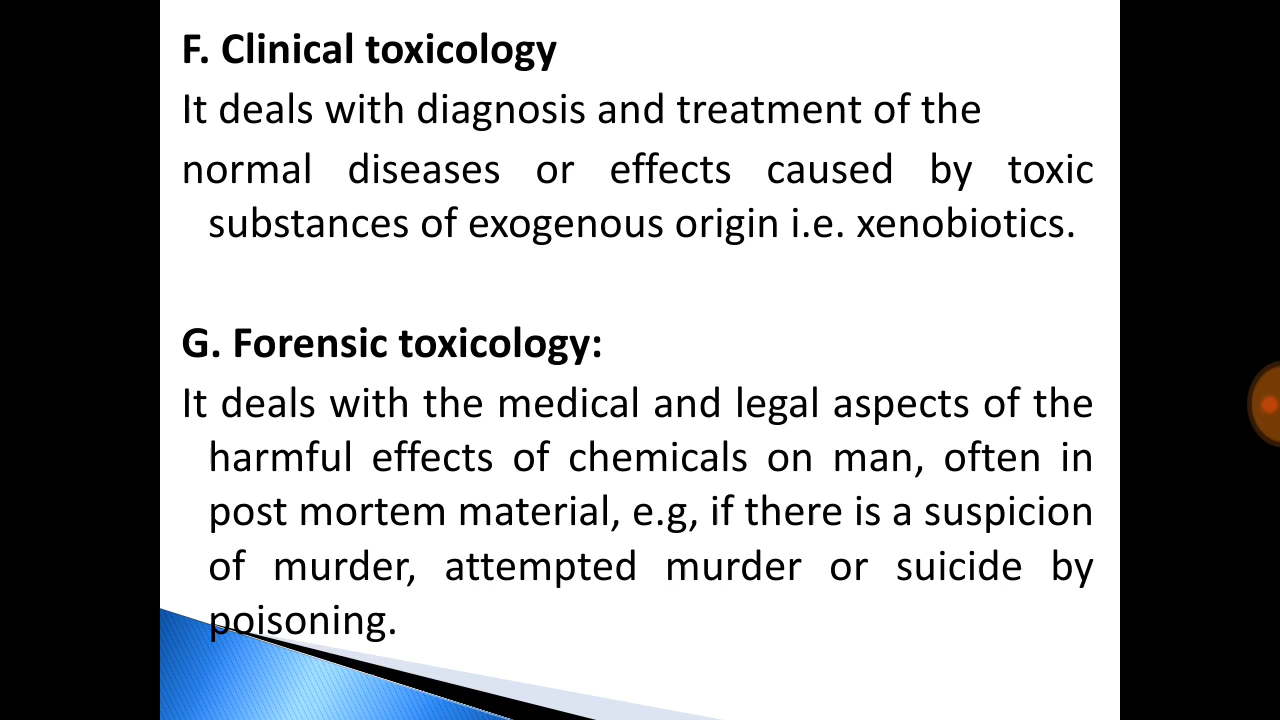 F. Clinical toxicology
It deals with diagnosis and treatment of the
normal diseases or effects caused by toxic
substances of exogenous origin i.e. xenobiotics.
G. Forensic toxicology:
It deals with the medical and legal aspects of the
harmful effects of chemicals on man, often in
post mortem material, e.g, if there is a suspicion
of murder, attempted murder or suicide by
poisoning.